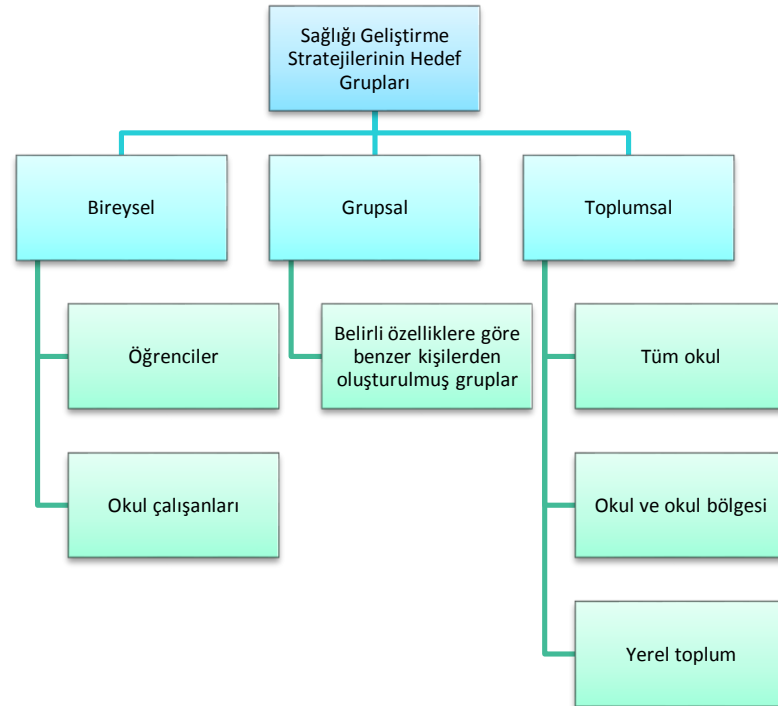 Sağlığı Geliştirme
Stratejilerinin Hedef
Grupları
Bireysel
Grupsal
Toplumsal
Öğrenciler
Belirli özelliklere göre
benzer kişilerden
oluşturulmuş gruplar
Tüm okul
Okul çalışanları
Okul ve okul bölgesi
Yerel toplum